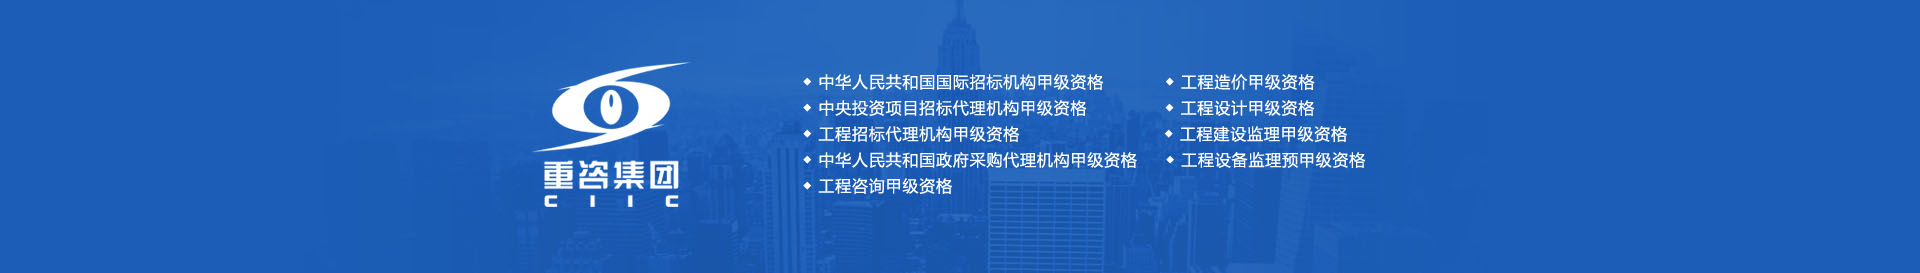 重咨集团
CIIC
中华人民共和国国际招标机构甲级资格
中央投资项目招标代理机构甲级资格
工程招标代理机构甲级资格
中华人民共和国政府采购代理机构甲级资格
工程咨询甲级资格
工程造价甲级资格
工程设计甲级资格
工程建设监理甲级资格
工程设备监理预甲级资格